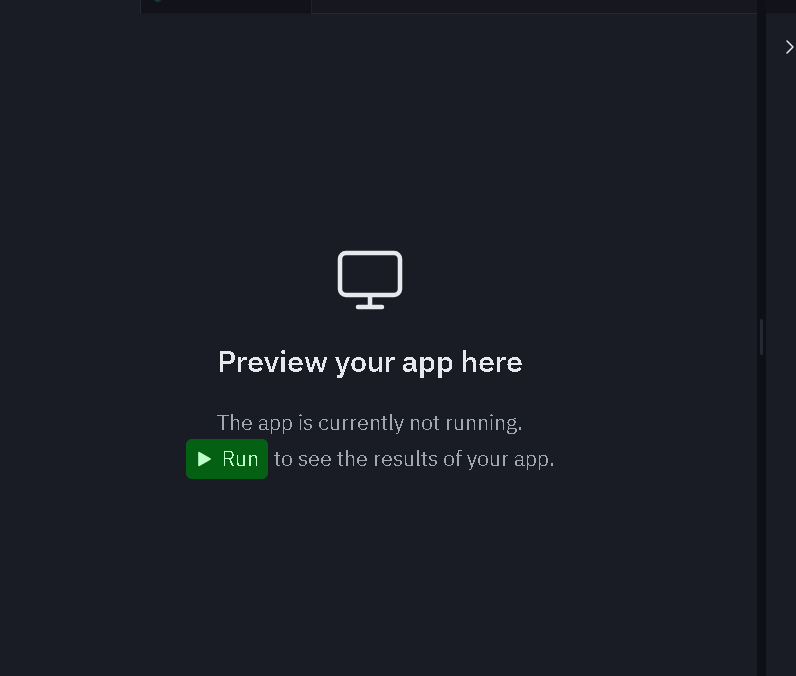 Preview your app here
The app is currently not running.
Run to see the results of your app.